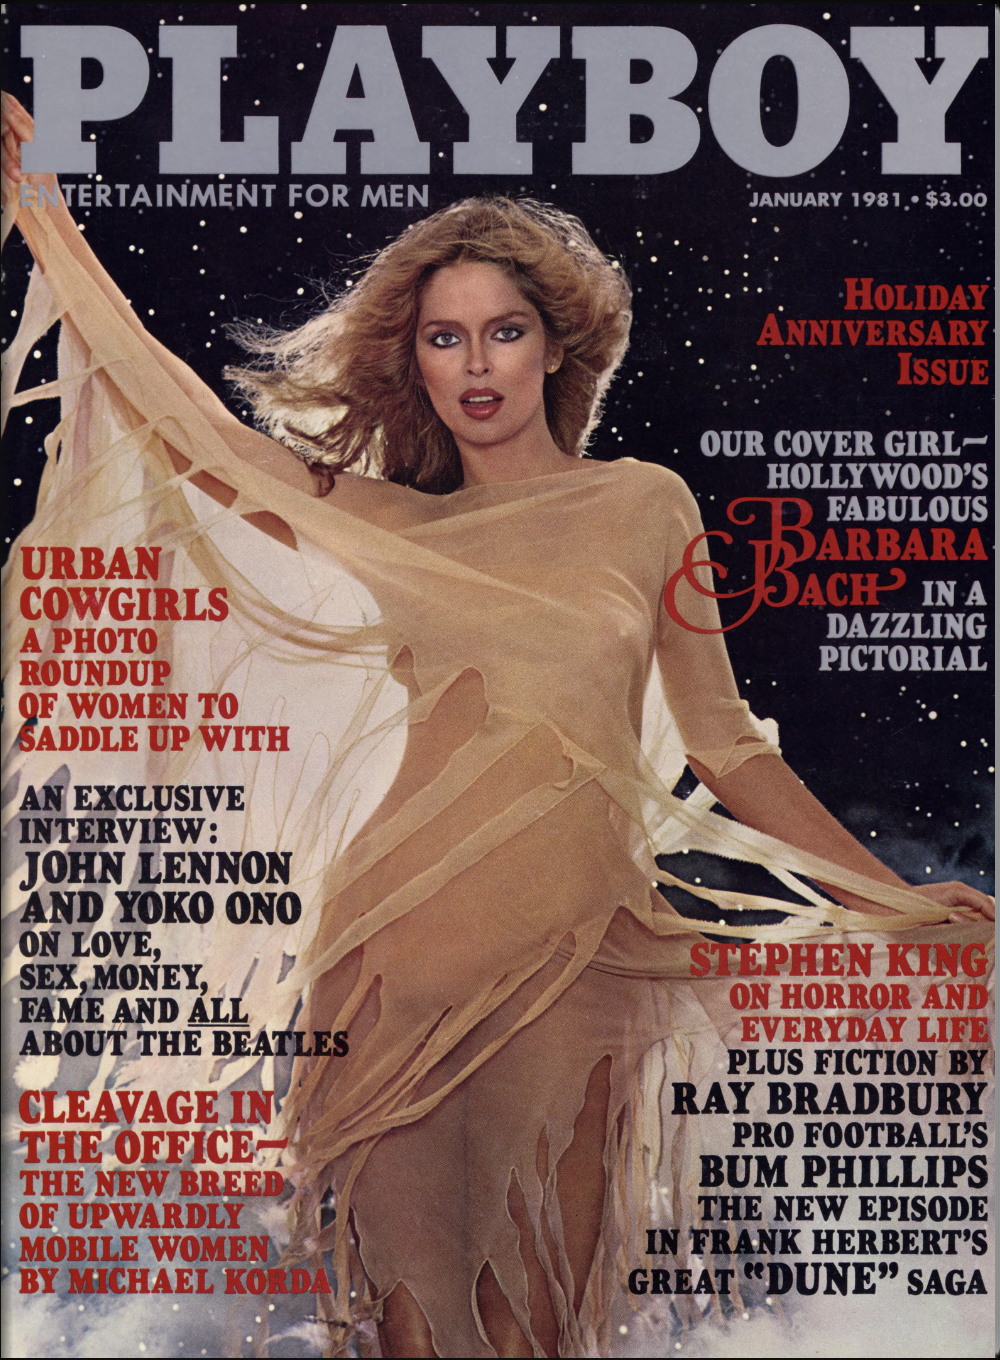 PLAYBOY
ENTERTAINMENT FOR MEN
JANUARY 1981 • $3.00
HOLIDAY
ANNIVERSARY
ISSUE
OUR COVER GIRL—
HOLLYWOOD'S
FABULOUS
BARBARA
BACH IN A
DAZZLING
PICTORIAL
URBAN
COWGIRLS
A PHOTO
ROUNDUP
OF WOMEN TO
SADDLE UP WITH
AN EXCLUSIVE
INTERVIEW:
JOHN LENNON
AND YOKO ONO
ON LOVE,
SEX, MONEY,
FAME AND ALL
ABOUT THE BEATLES
CLEAVAGE IN
THE OFFICE—
THE NEW BREED
OF UPWARDLY
MOBILE WOMEN
BY MICHAEL KORDA
STEPHEN KING
ON HORROR AND
EVERYDAY LIFE
PLUS FICTION BY
RAY BRADBURY
PRO FOOTBALL'S
BUM PHILLIPS
THE NEW EPISODE
IN FRANK HERBERT'S
GREAT “DUNE” SAGA